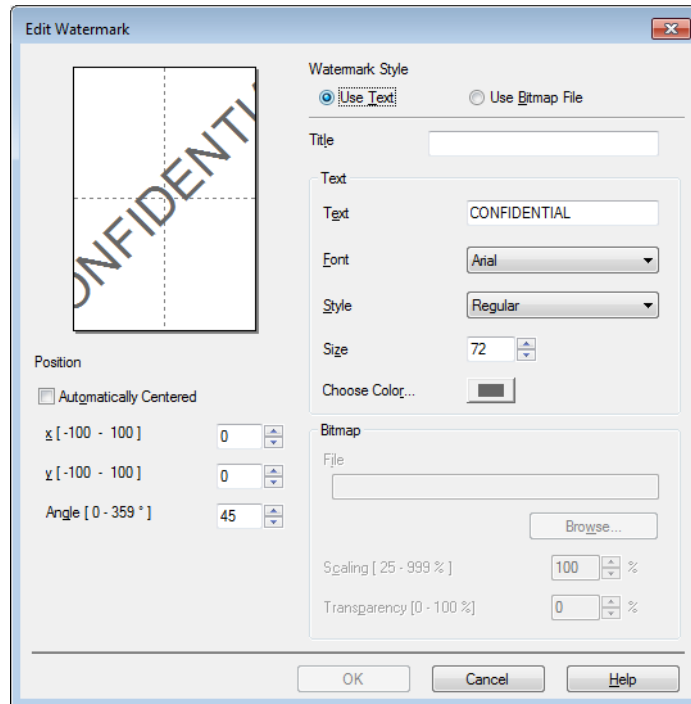 Edit Watermark
ONFIDENTI
Position
Automatically Centered
x [ -100 - 100 ] 0
y [ -100 - 100 ] 0
Angle [ 0 - 359 ° ] 45
Watermark Style
Use Text Use Bitmap File
Title
Text
Text CONFIDENTIAL
Font Arial
Style Regular
Size 72
Choose Color...
Bitmap
File
Browse...
Scaling [ 25 - 999 % ] 100 %
Transparency [0 - 100 %] 0 %
OK Cancel Help